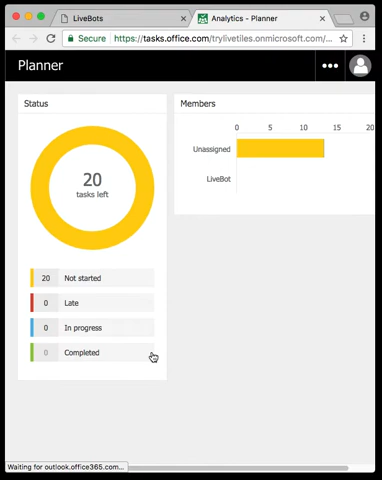 LiveBots
Analytics - Planner
Secure https://tasks.office.com/trylivetiles.onmicrosoft.com/...
Planner
Status
Members
0 5 10 15 20
20
tasks left
Unassigned
LiveBot
20 Not started
0 Late
0 In progress
0 Completed
Waiting for outlook.office365.com...